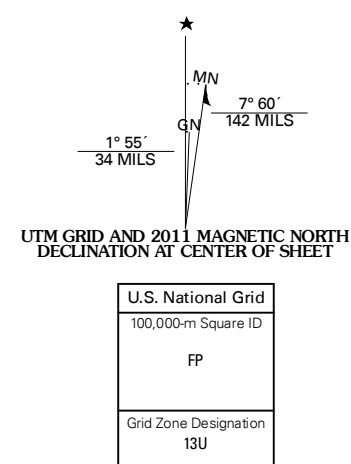 MN
7° 60´
142 MILS
GN
1° 55´
34 MILS
UTM GRID AND 2011 MAGNETIC NORTH
DECLINATION AT CENTER OF SHEET
U.S. National Grid
100,000-m Square ID
FP
Grid Zone Designation
13U